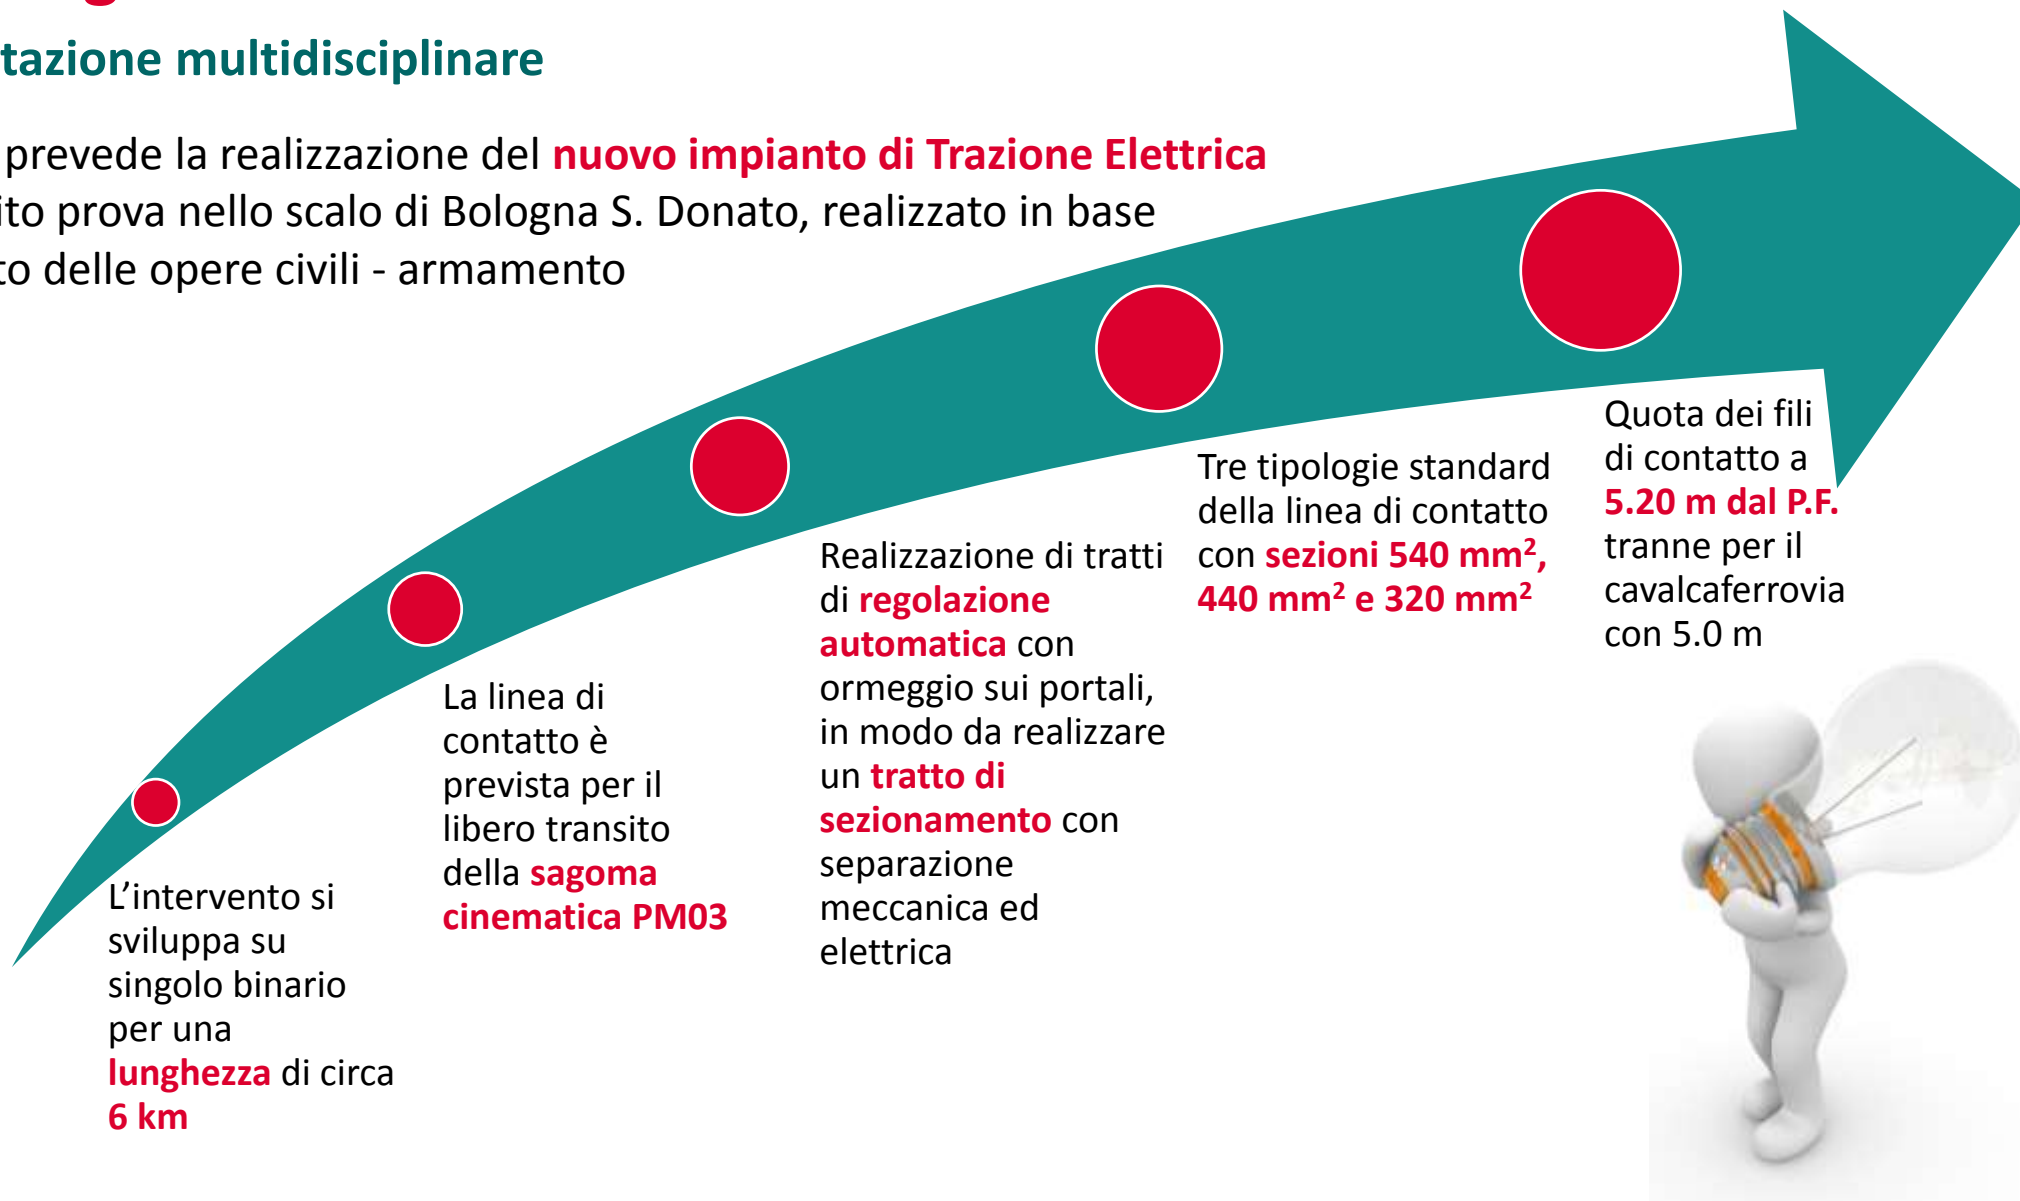 tazione multidisciplinare
prevede la realizzazione del nuovo impianto di Trazione Elettrica
ito prova nello scalo di Bologna S. Donato, realizzato in base
to delle opere civili - armamento
L'intervento si
sviluppa su
singolo binario
per una
lunghezza di circa
6 km
La linea di
contatto è
prevista per il
libero transito
della sagoma
cinematica PM03
Realizzazione di tratti
di regolazione
automatica con
ormeggio sui portali,
in modo da realizzare
un tratto di
sezionamento con
separazione
meccanica ed
elettrica
Tre tipologie standard
della linea di contatto
con sezioni 540 mm²,
440 mm² e 320 mm²
Quota dei fili
di contatto a
5.20 m dal P.F.
tranne per il
cavalcaferrovia
con 5.0 m